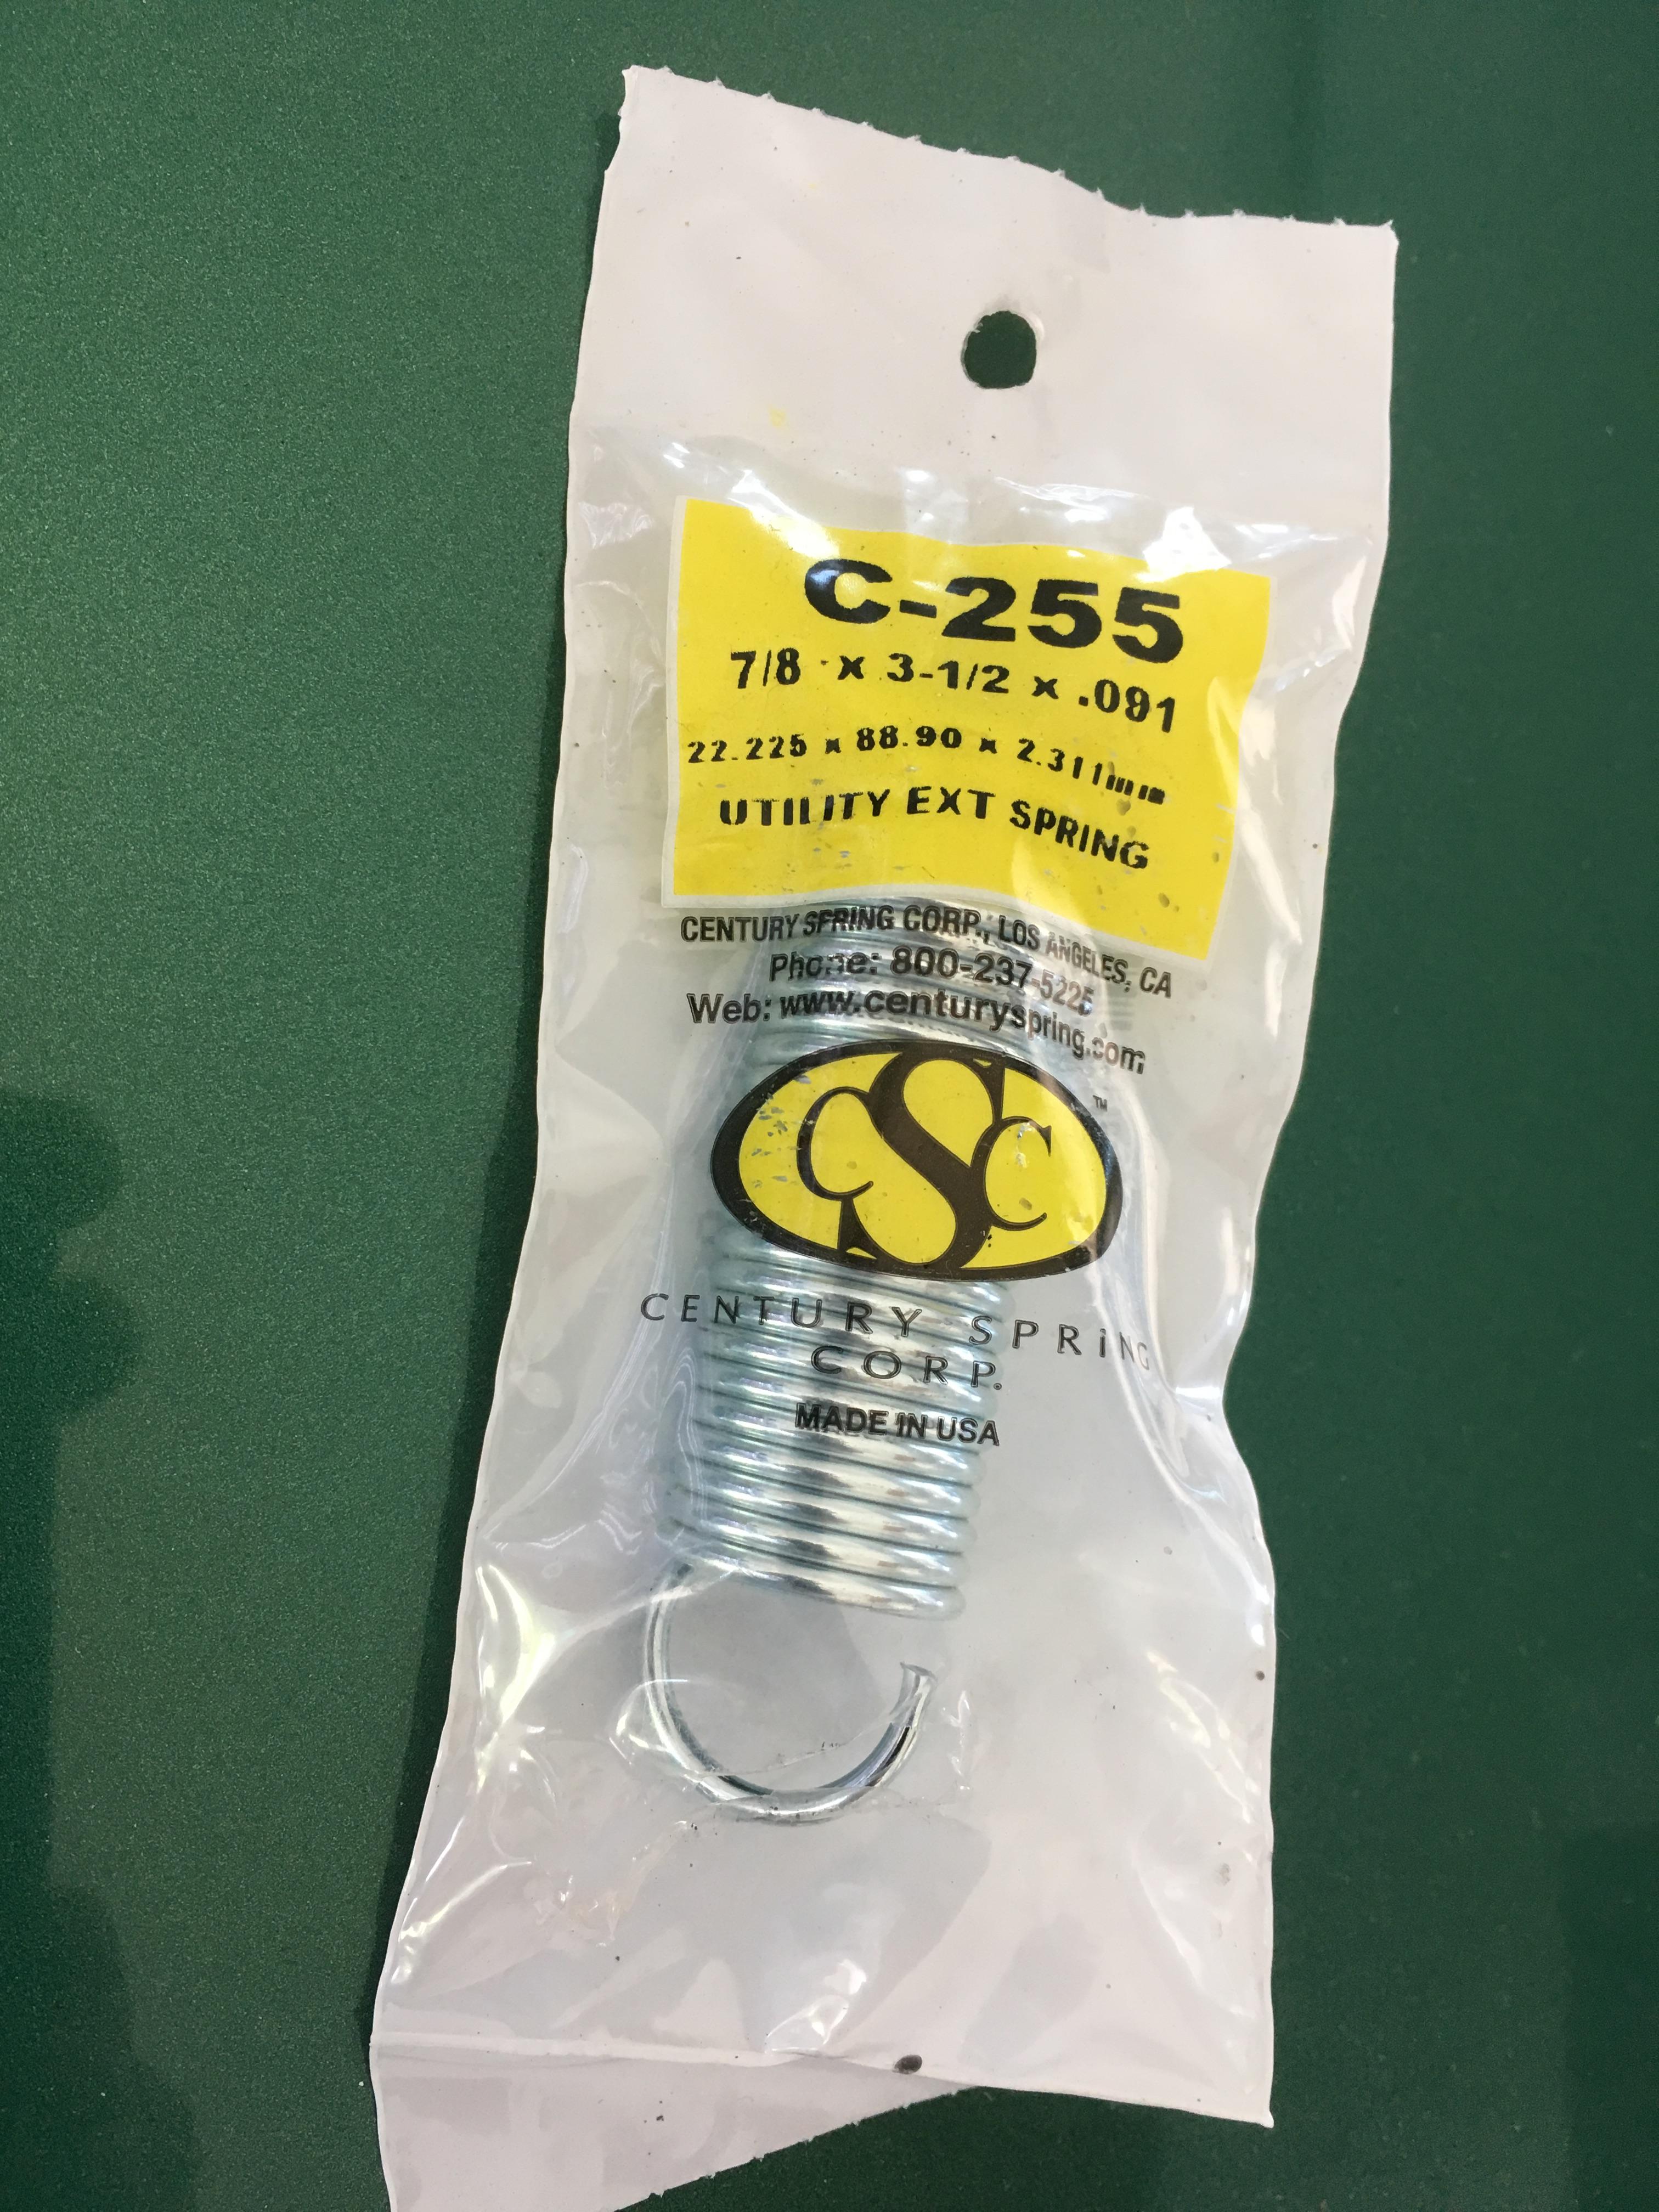 C-255
7/8 x 3-1/2 x .091
22.225 x 88.90 x 2.311mm
UTILITY EXT SPRING
CENTURY SPRING CORP., LOS ANGELES, CA
Phone: 800-237-5225
Web: www.centuryspring.com
CSC
TM
CENTURY SPRING
CORP.
MADE IN USA